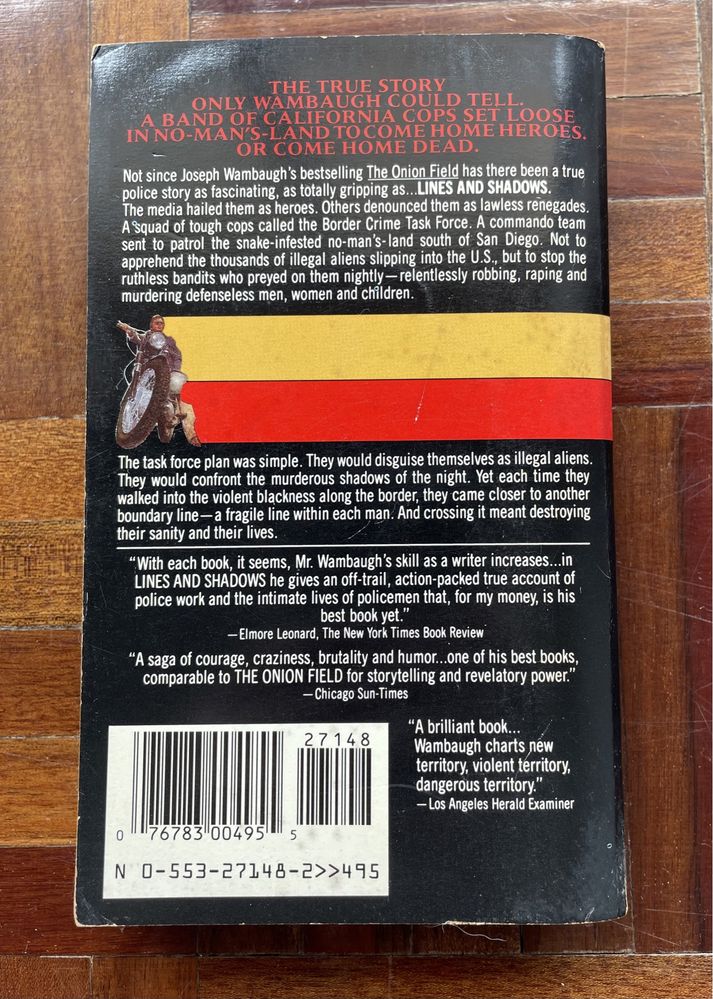 THE TRUE STORY
ONLY WAMBAUGH COULD TELL.
A BAND OF CALIFORNIA COPS SET LOOSE
IN NO-MAN'S-LAND TO COME HOME HEROES.
OR COME HOME DEAD.
Not since Joseph Wambaugh's bestselling The Onion Field has there been a true
police story as fascinating, as totally gripping as...LINES AND SHADOWS.
The media hailed them as heroes. Others denounced them as lawless renegades.
A squad of tough cops called the Border Crime Task Force. A commando team
sent to patrol the snake-infested no-man's-land south of San Diego. Not to
apprehend the thousands of illegal aliens slipping into the U.S., but to stop the
ruthless bandits who preyed on them nightly—relentlessly robbing, raping and
murdering defenseless men, women and children.
The task force plan was simple. They would disguise themselves as illegal aliens.
They would confront the murderous shadows of the night. Yet each time they
walked into the violent blackness along the border, they came closer to another
boundary line—a fragile line within each man. And crossing it meant destroying
their sanity and their lives.
"With each book, it seems, Mr. Wambaugh's skill as a writer increases...in
LINES AND SHADOWS he gives an off-trail, action-packed true account of
police work and the intimate lives of policemen that, for my money, is his
best book yet."
—Elmore Leonard, The New York Times Book Review
"A saga of courage, craziness, brutality and humor...one of his best books,
comparable to THE ONION FIELD for storytelling and revelatory power."
—Chicago Sun-Times
"A brilliant book...
Wambaugh charts new
territory, violent territory,
dangerous territory."
—Los Angeles Herald Examiner
27148
0 76783 00495 5
N 0-553-27148-2>>495